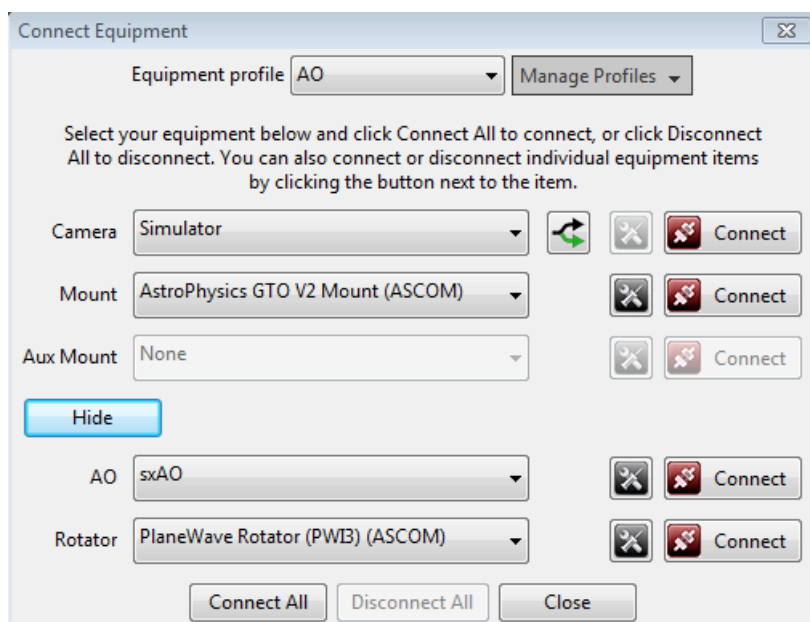 Connect Equipment
Equipment profile AO Manage Profiles
Select your equipment below and click Connect All to connect, or click Disconnect
All to disconnect. You can also connect or disconnect individual equipment items
by clicking the button next to the item.
Camera Simulator Connect
Mount AstroPhysics GTO V2 Mount (ASCOM) Connect
Aux Mount None Connect
Hide
AO sxAO Connect
Rotator PlaneWave Rotator (PWI3) (ASCOM) Connect
Connect All Disconnect All Close